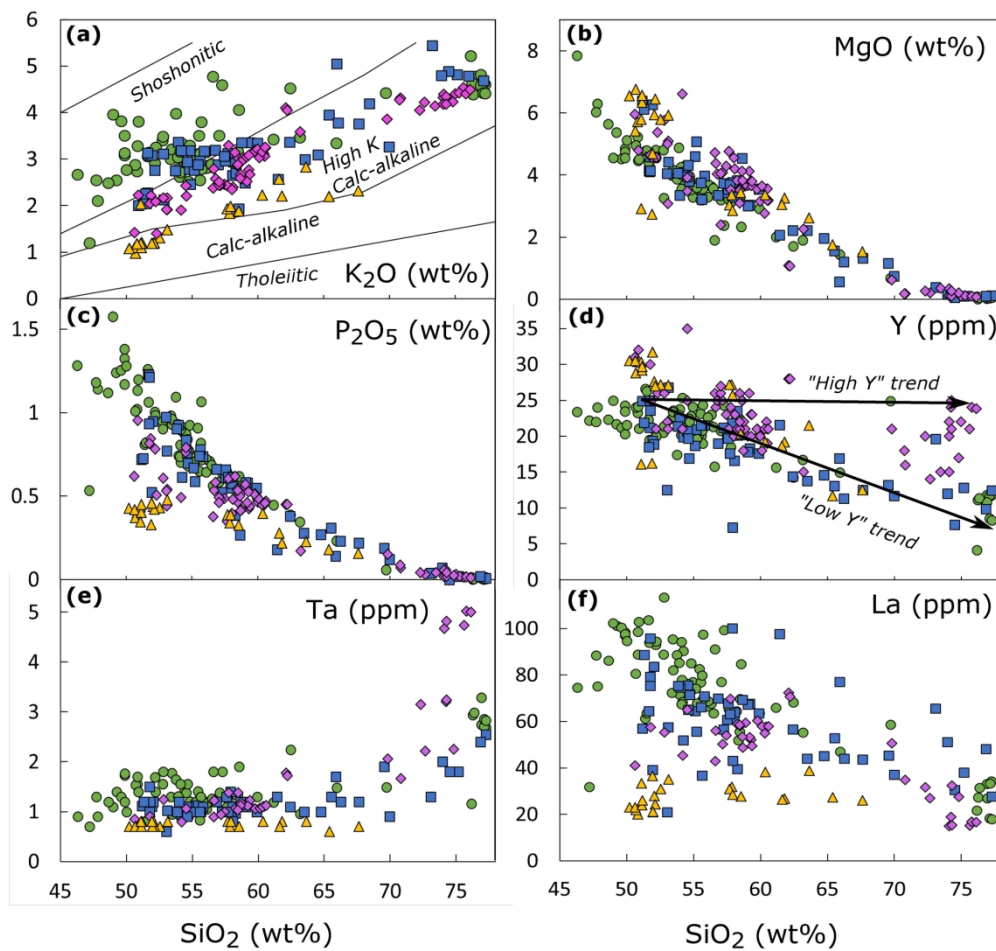 (a)
6
5
4
3
2
1
0
Shoshonitic
High K
Calc-alkaline
Calc-alkaline
Tholeiitic
K2O (wt%)
(b)
MgO (wt%)
8
6
4
2
0
(c)
P2O5 (wt%)
1.5
1
0.5
0
(d)
Y (ppm)
35
30
25
20
15
10
5
0
"High Y" trend
"Low Y" trend
(e)
Ta (ppm)
5
4
3
2
1
0
45 50 55 60 65 70 75
SiO2 (wt%)
(f)
La (ppm)
100
80
60
40
20
0
45 50 55 60 65 70 75
SiO2 (wt%)